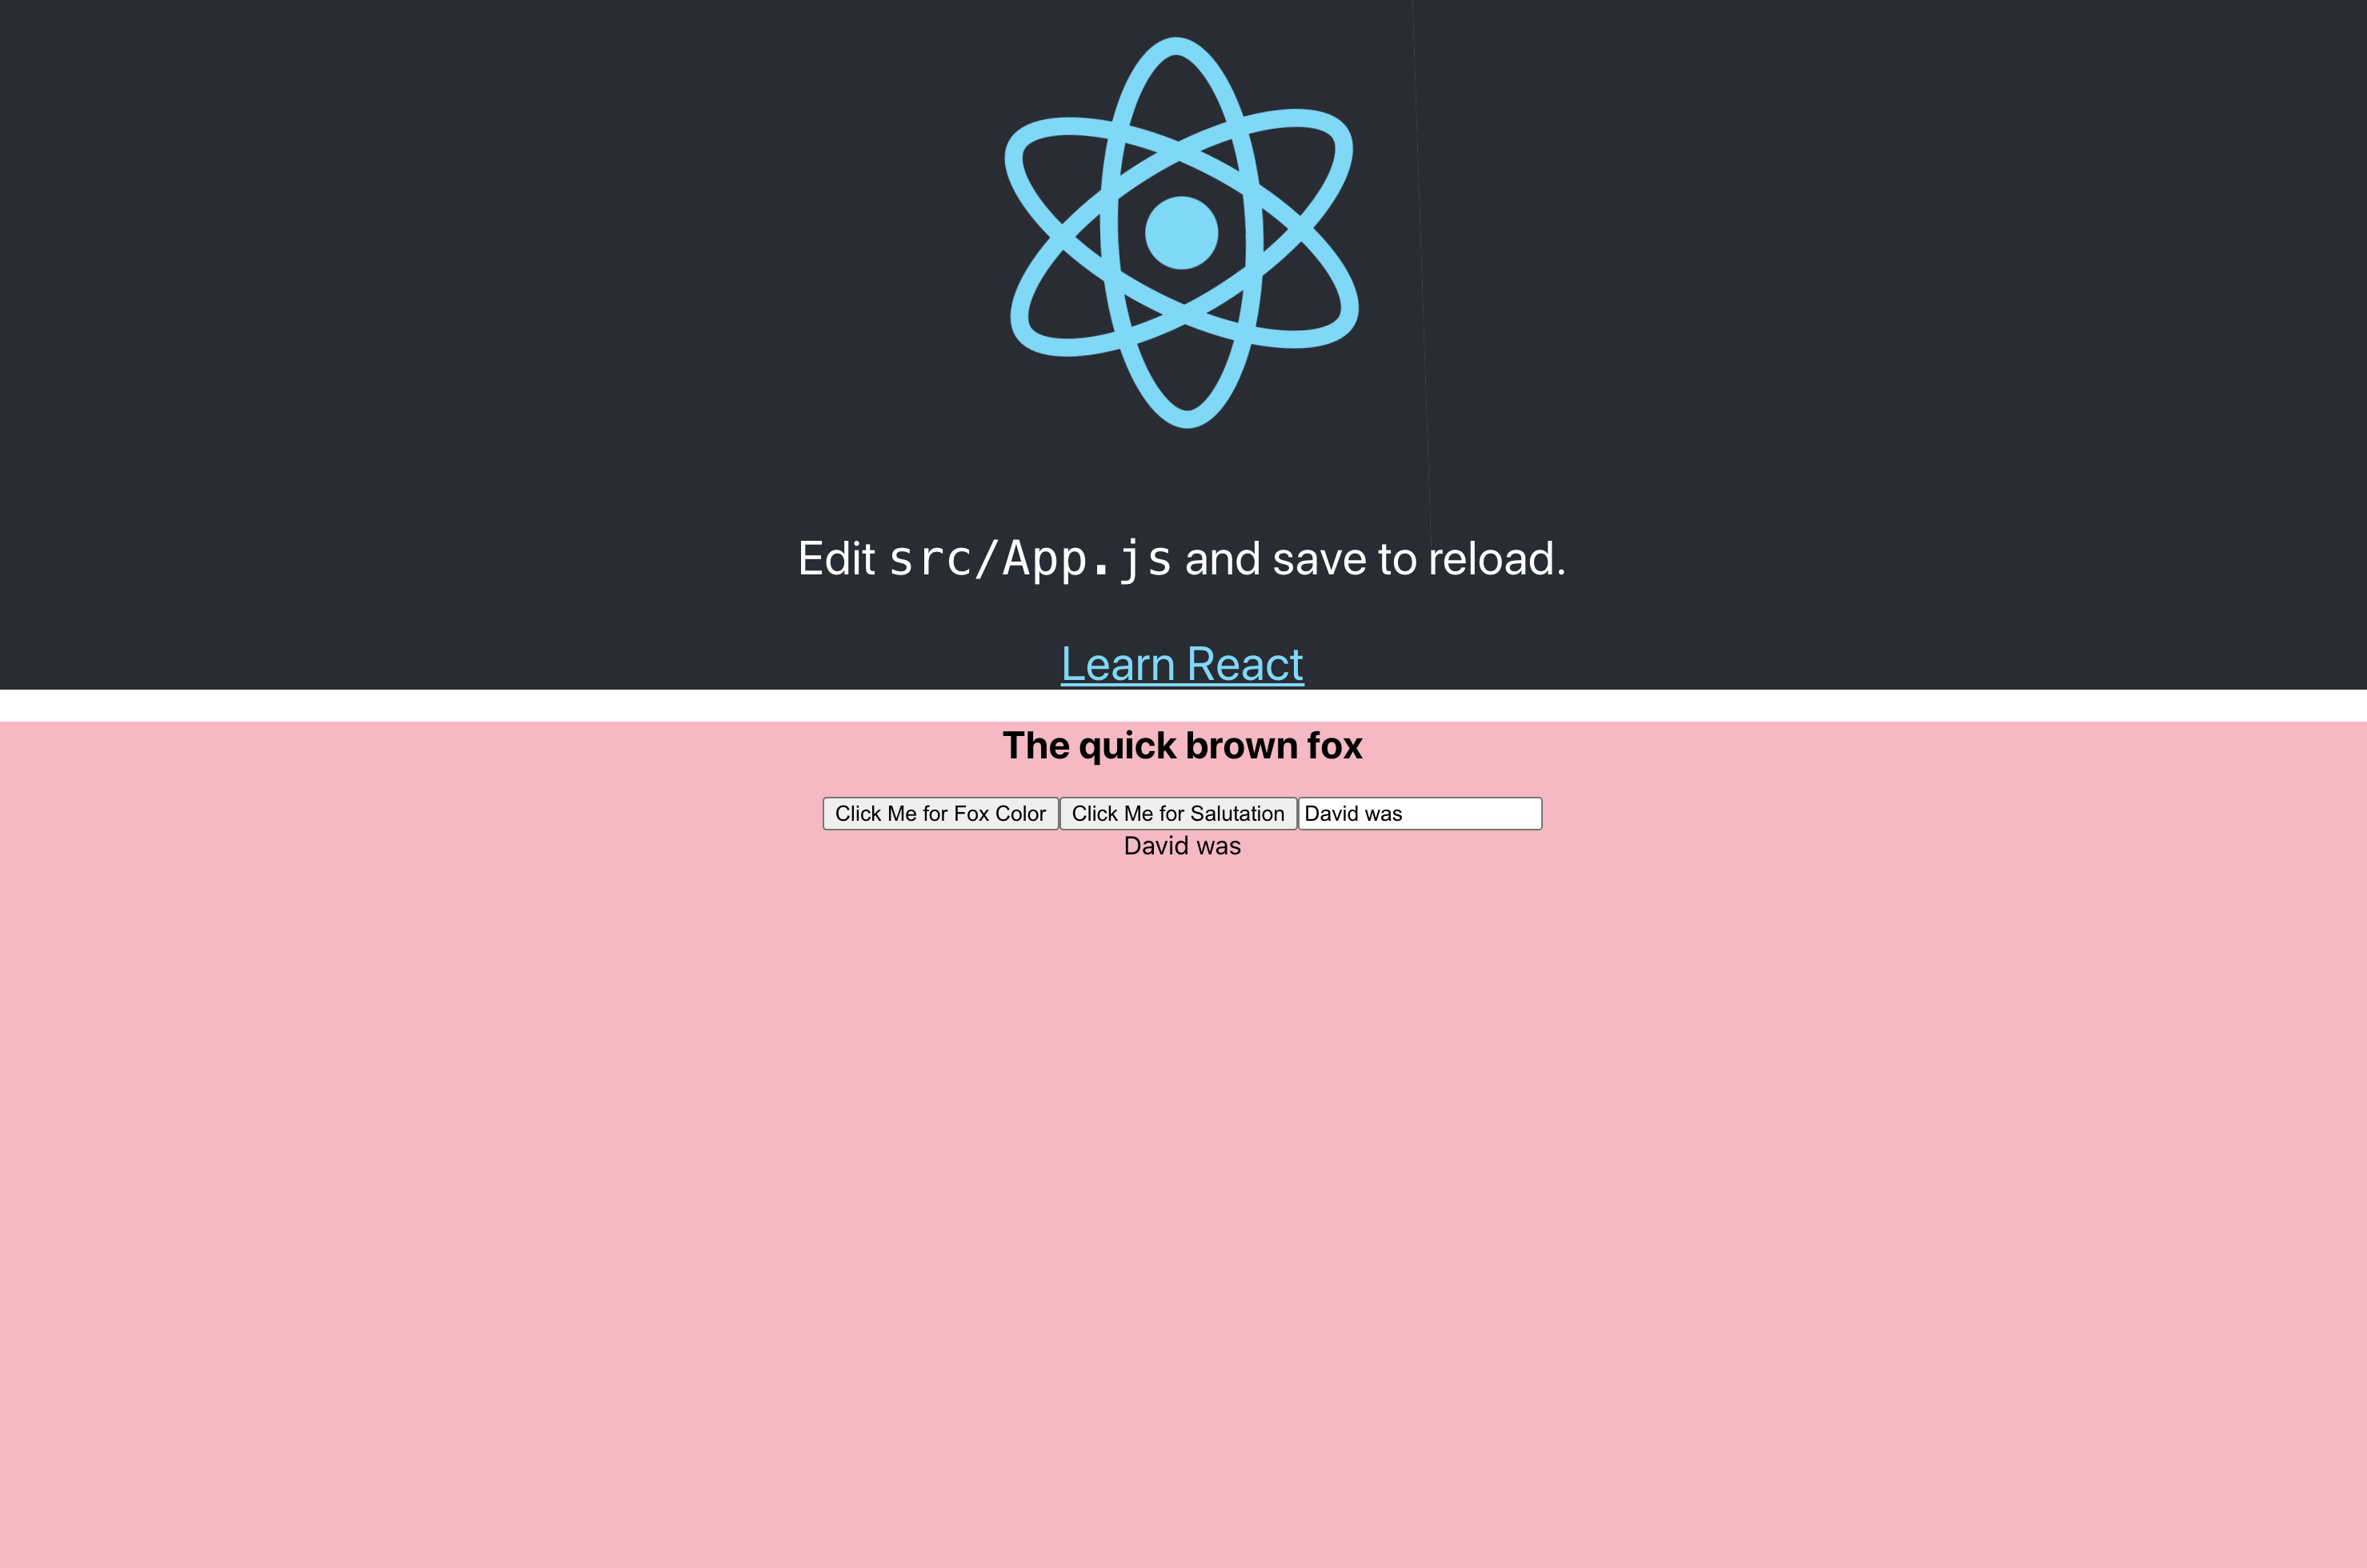 Edit src/App.js and save to reload.
Learn React
The quick brown fox
Click Me for Fox Color Click Me for Salutation David was
David was